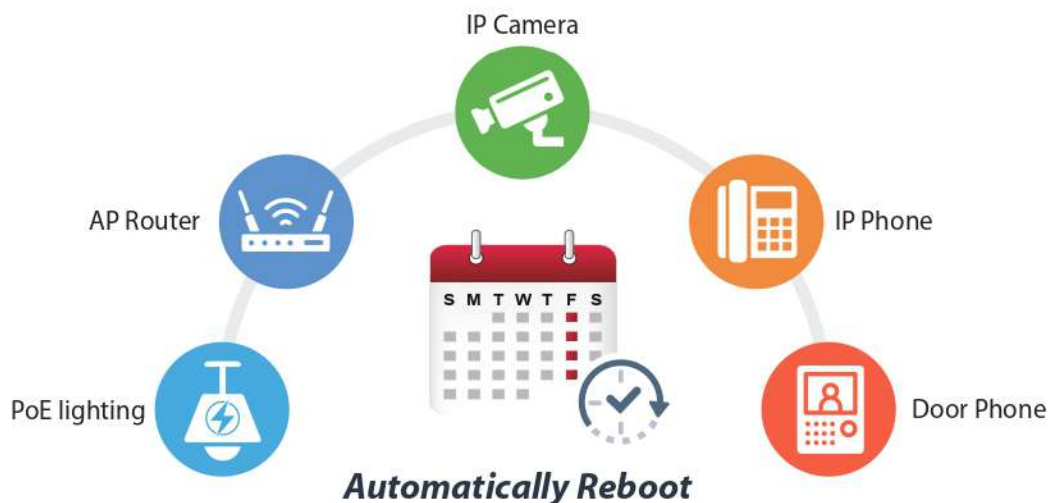 IP Camera
AP Router
IP Phone
S M T W T F S
PoE lighting
Door Phone
Automatically Reboot